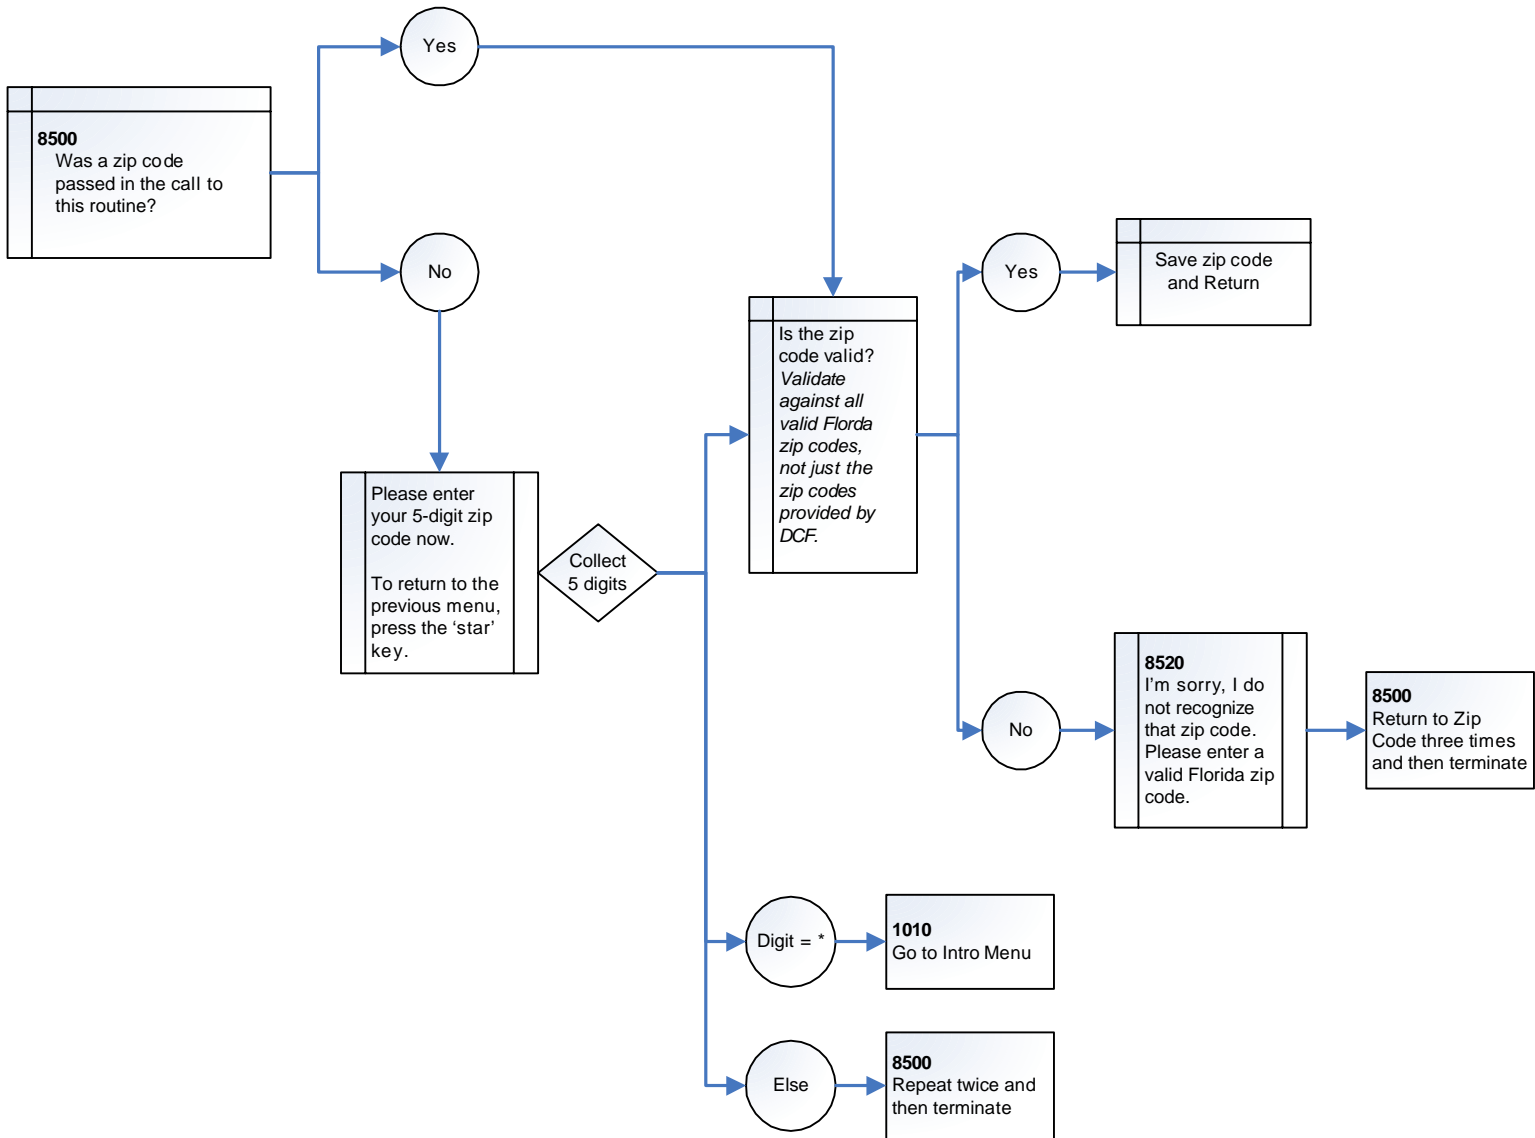 Yes
8500
Was a zip code
passed in the call to
this routine?
No
Please enter
your 5-digit zip
code now.
To return to the
previous menu,
press the ‘star’
key.
Collect
5 digits
Is the zip
code valid?
Validate
against all
valid Florda
zip codes,
not just the
zip codes
provided by
DCF.
Yes
Save zip code
and Return
No
8520
I’m sorry, I do
not recognize
that zip code.
Please enter a
valid Florida zip
code.
8500
Return to Zip
Code three times
and then terminate
Digit = *
1010
Go to Intro Menu
Else
8500
Repeat twice and
then terminate